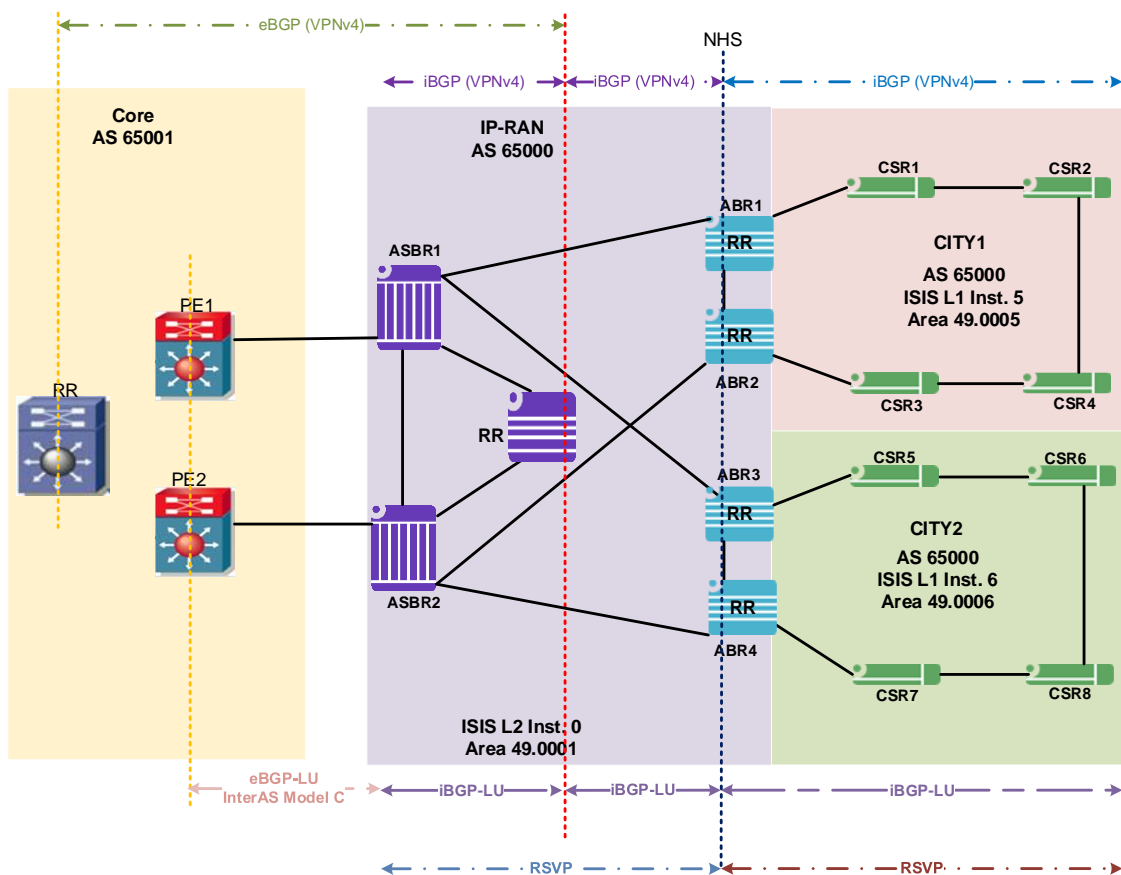 eBGP (VPNv4)
NHS
iBGP (VPNv4)
iBGP (VPNv4)
iBGP (VPNv4)
Core
AS 65001
IP-RAN
AS 65000
CSR1
CSR2
ABR1
RR
CITY1
AS 65000
ISIS L1 Inst. 5
Area 49.0005
ASBR1
PE1
RR
ABR2
CSR3
CSR4
RR
RR
CSR5
CSR6
ABR3
RR
PE2
CITY2
AS 65000
ISIS L1 Inst. 6
Area 49.0006
ASBR2
RR
ABR4
CSR7
CSR8
ISIS L2 Inst. 0
Area 49.0001
eBGP-LU
InterAS Model C
iBGP-LU
iBGP-LU
iBGP-LU
RSVP
RSVP